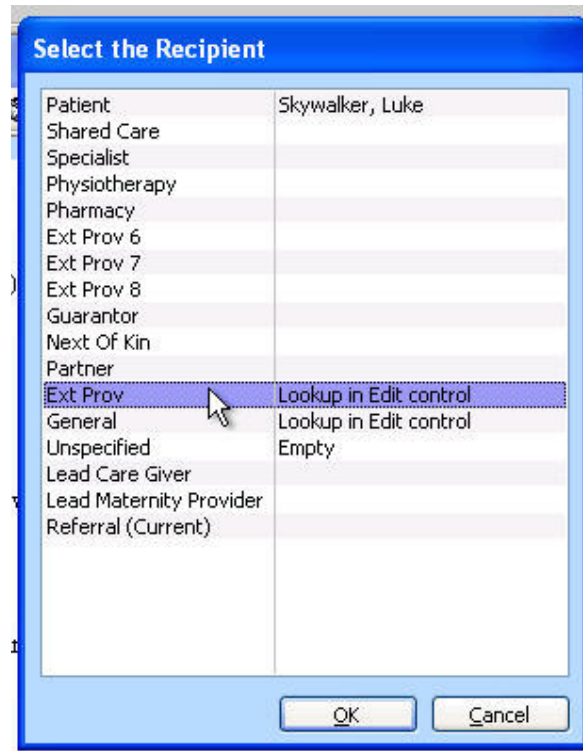 Select the Recipient
Patient Skywalker, Luke
Shared Care
Specialist
Physiotherapy
Pharmacy
Ext Prov 6
Ext Prov 7
Ext Prov 8
Guarantor
Next Of Kin
Partner
Ext Prov Lookup in Edit control
General Lookup in Edit control
Unspecified Empty
Lead Care Giver
Lead Maternity Provider
Referral (Current)
OK Cancel